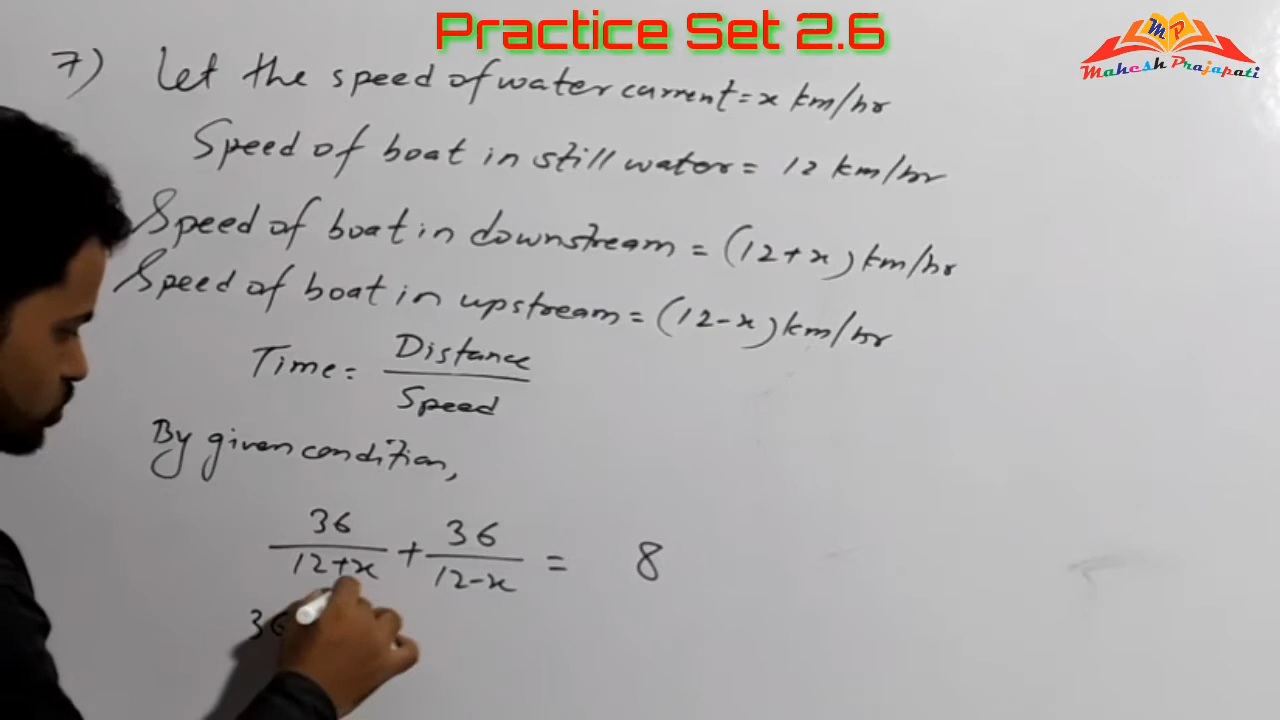 Practice Set 2.6
MP
Mahesh Prajapati
7) Let the speed of water current = x km/hr
Speed of boat in still water = 12 km/hr
Speed of boat in downstream = (12+x) km/hr
Speed of boat in upstream = (12-x) km/hr
Time = Distance / Speed
By given condition,
36/(12+x) + 36/(12-x) = 8
36